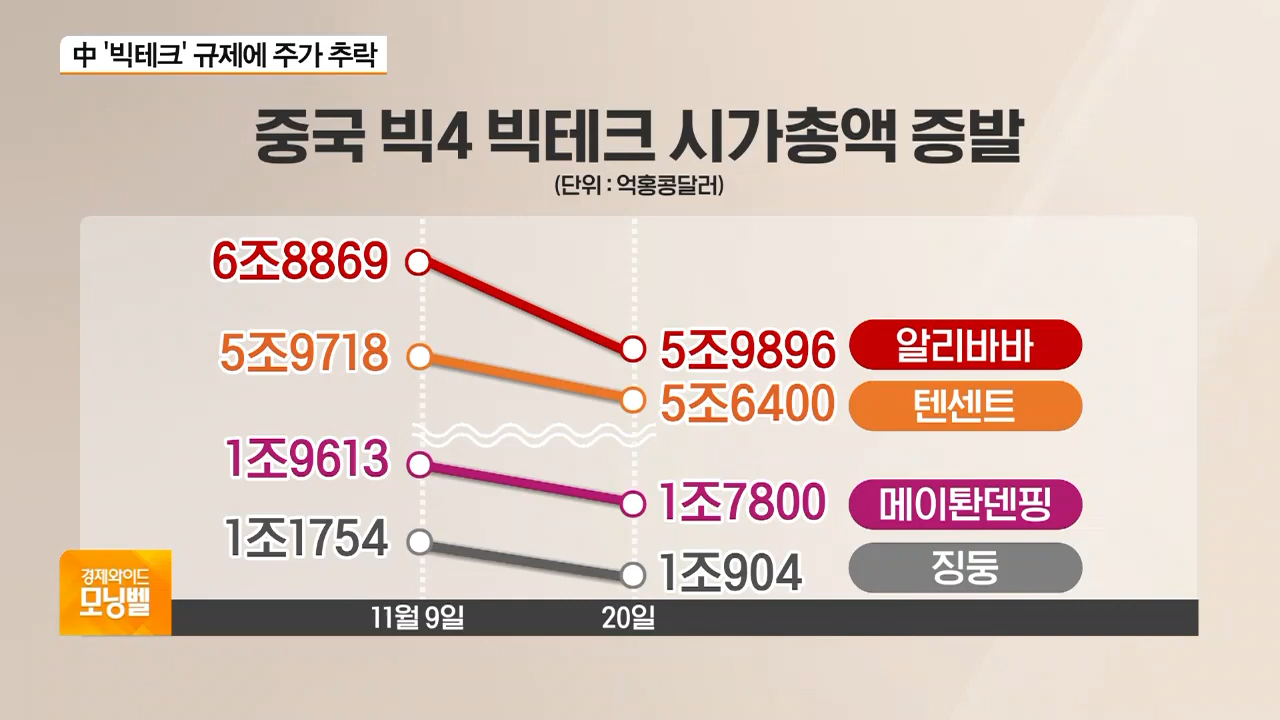 中 '빅테크' 규제에 주가 추락
중국 빅4 빅테크 시가총액 증발
(단위 : 억홍콩달러)
6조8869
5조9718
5조9896 알리바바
5조6400 텐센트
1조9613
1조7800 메이퇀덴핑
1조1754
1조904 징둥
경제와이드
모닝벨
11월 9일 20일